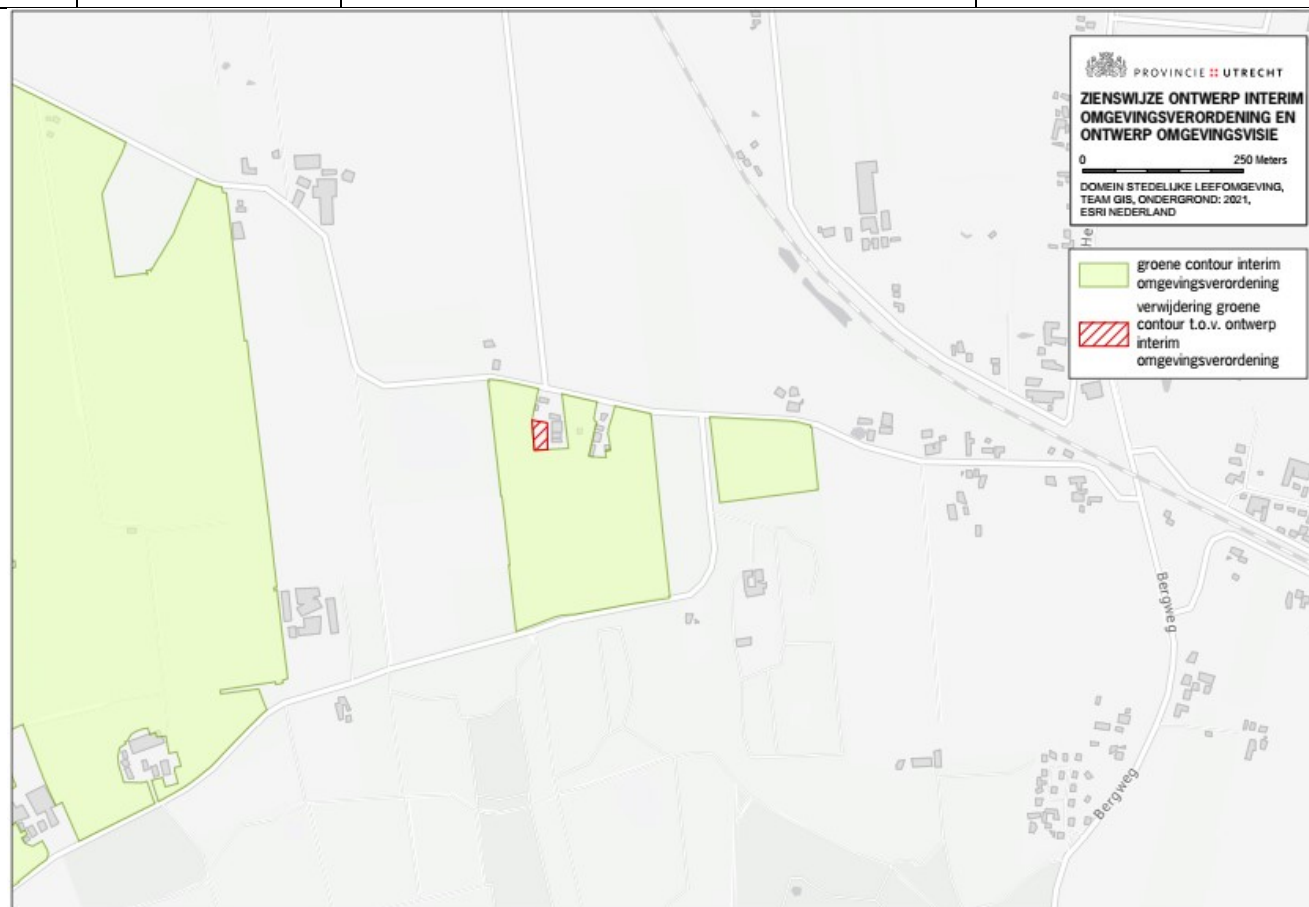 PROVINCIE UTRECHT
ZIENSWIJZE ONTWERP INTERIM
OMGEVINGSVERORDENING EN
ONTWERP OMGEVINGSVISIE
0 250 Meters
DOMEIN STEDELIJKE LEEFOMGEVING,
TEAM GIS, ONDERGROND: 2021,
ESRI NEDERLAND
He
groene contour interim
omgevingsverordening
verwijdering groene
contour t.o.v. ontwerp
interim
omgevingsverordening
Bergweg
Bergweg